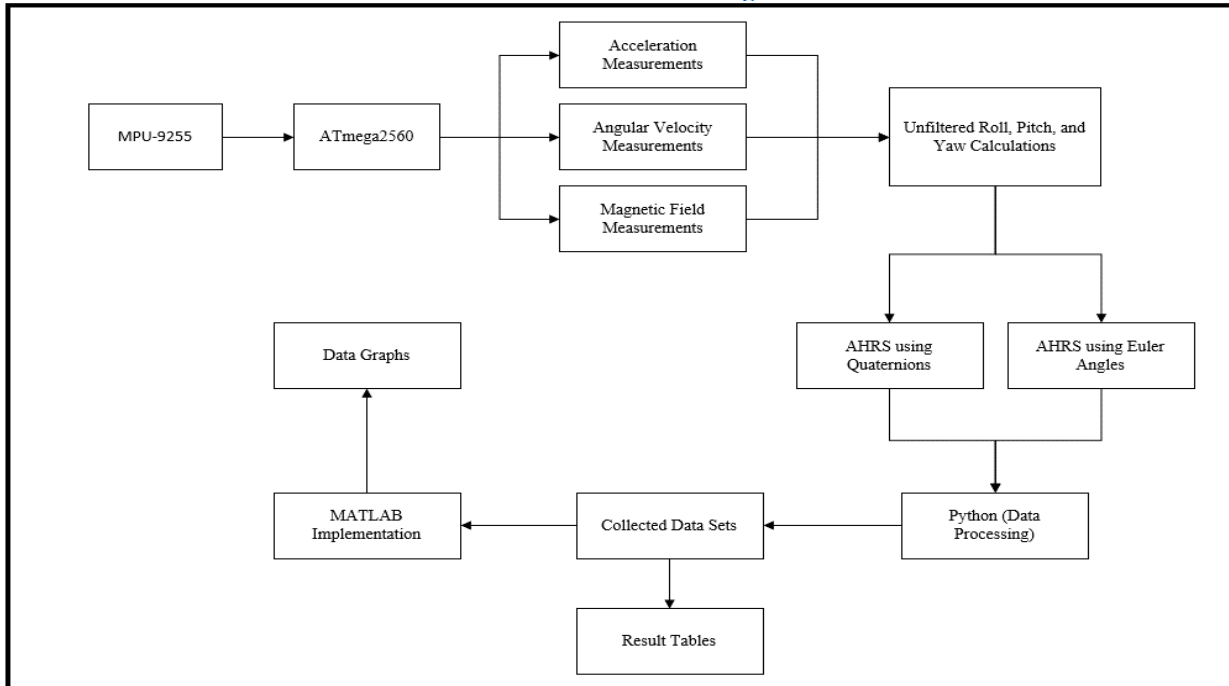 Acceleration
Measurements
MPU-9255
ATmega2560
Angular Velocity
Measurements
Unfiltered Roll, Pitch, and
Yaw Calculations
Magnetic Field
Measurements
Data Graphs
AHRS using
Quaternions
AHRS using Euler
Angles
MATLAB
Implementation
Collected Data Sets
Python (Data
Processing)
Result Tables